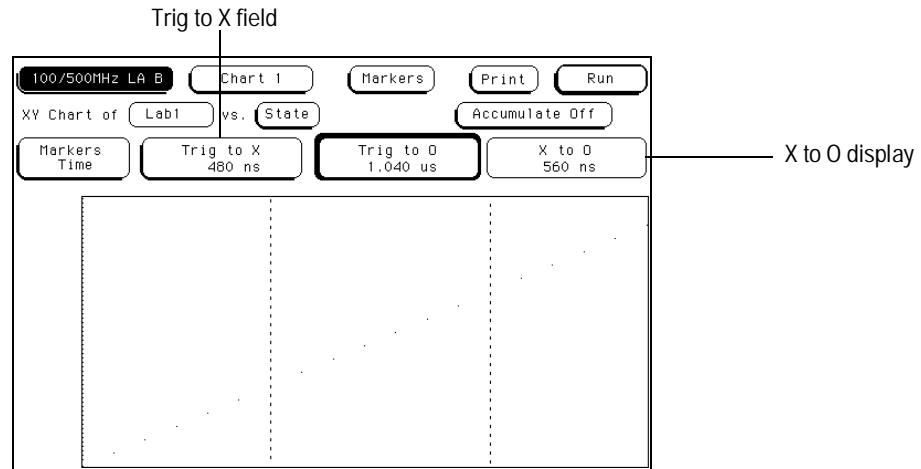 Trig to X field
100/500MHz LA B Chart 1 Markers Print Run
XY Chart of Lab1 vs. State Accumulate Off
Markers Time Trig to X 480 ns Trig to O 1.040 us X to O 560 ns
X to O display